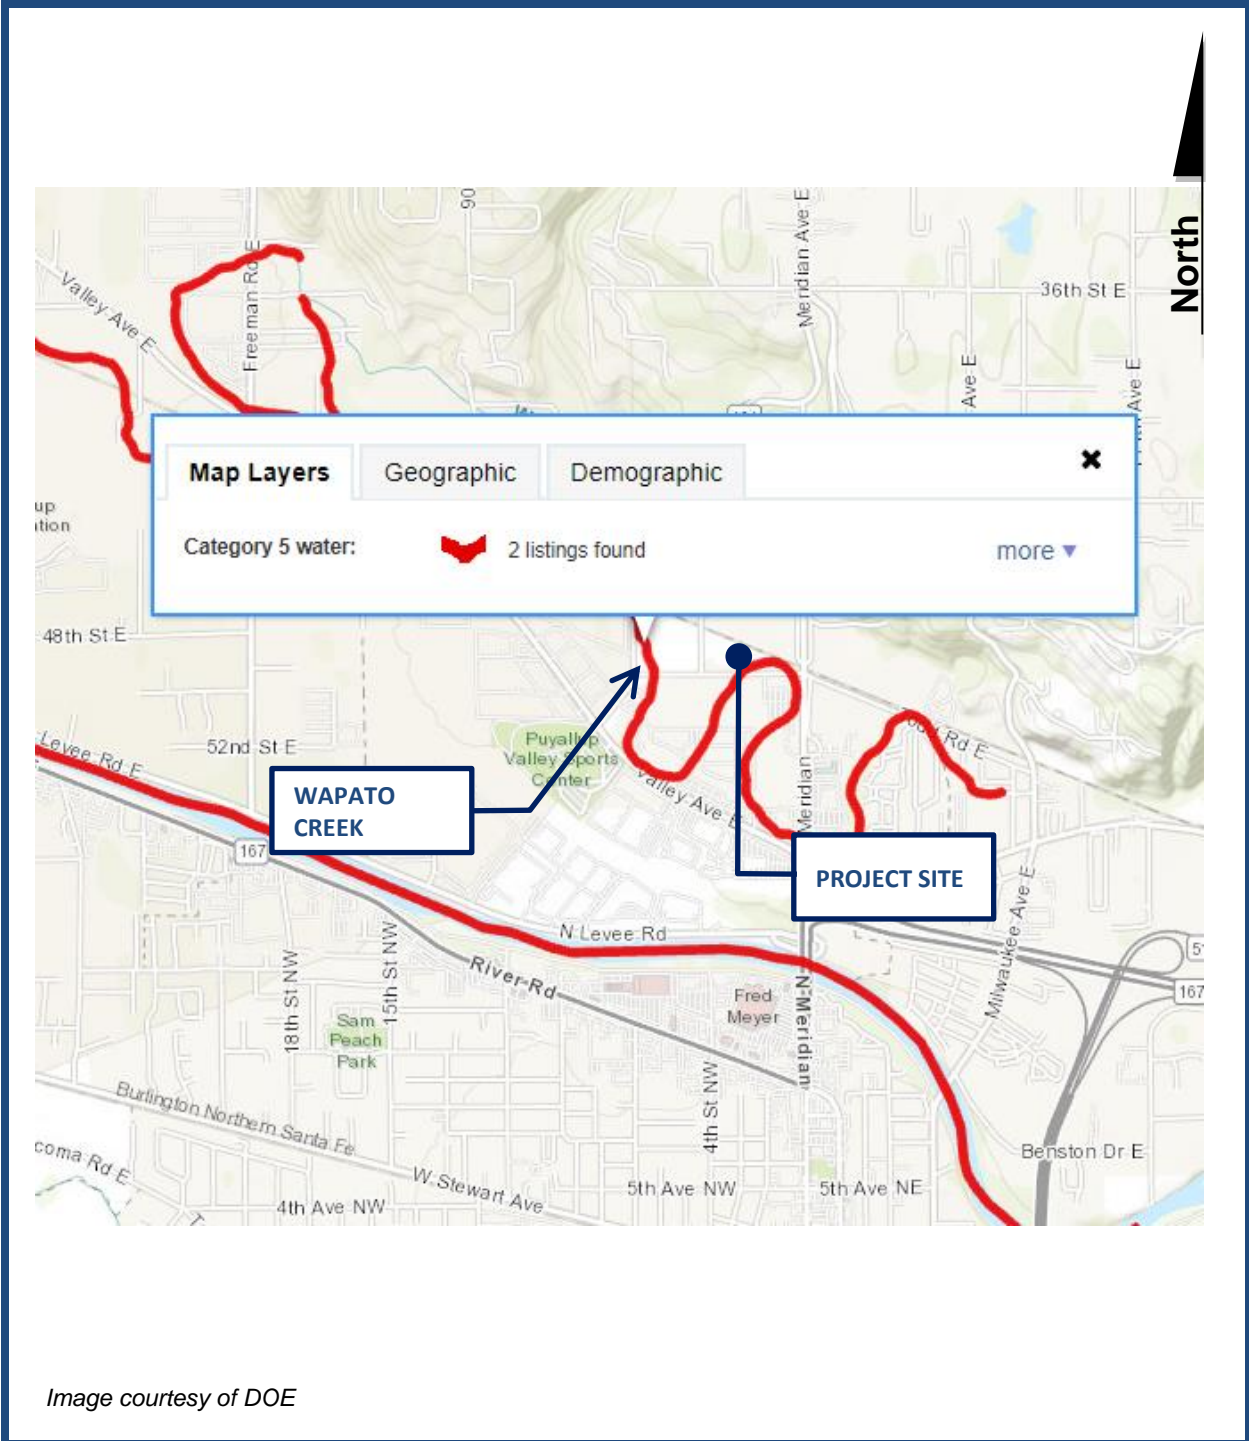 North
90
Meridian Ave E
36th St E
Valley Ave E
Freeman Rd E
Ave E
Ave E
Map Layers
Geographic
Demographic
✖
up
ation
Category 5 water:
2 listings found
more ▼
48th St E
52nd St E
Levee Rd E
Puyallup
Valley Sports
Center
Valley Ave E
Meridian
Rd E
WAPATO
CREEK
PROJECT SITE
167
N Levee Rd
River Rd
18th St NW
15th St NW
Fred
Meyer
N Meridian
Milwaukee Ave E
5
167
Sam
Peach
Park
4th St NW
Burlington Northern Santa Fe
coma Rd E
W Stewart Ave
4th Ave NW
5th Ave NW
5th Ave NE
Benston Dr E
Image courtesy of DOE